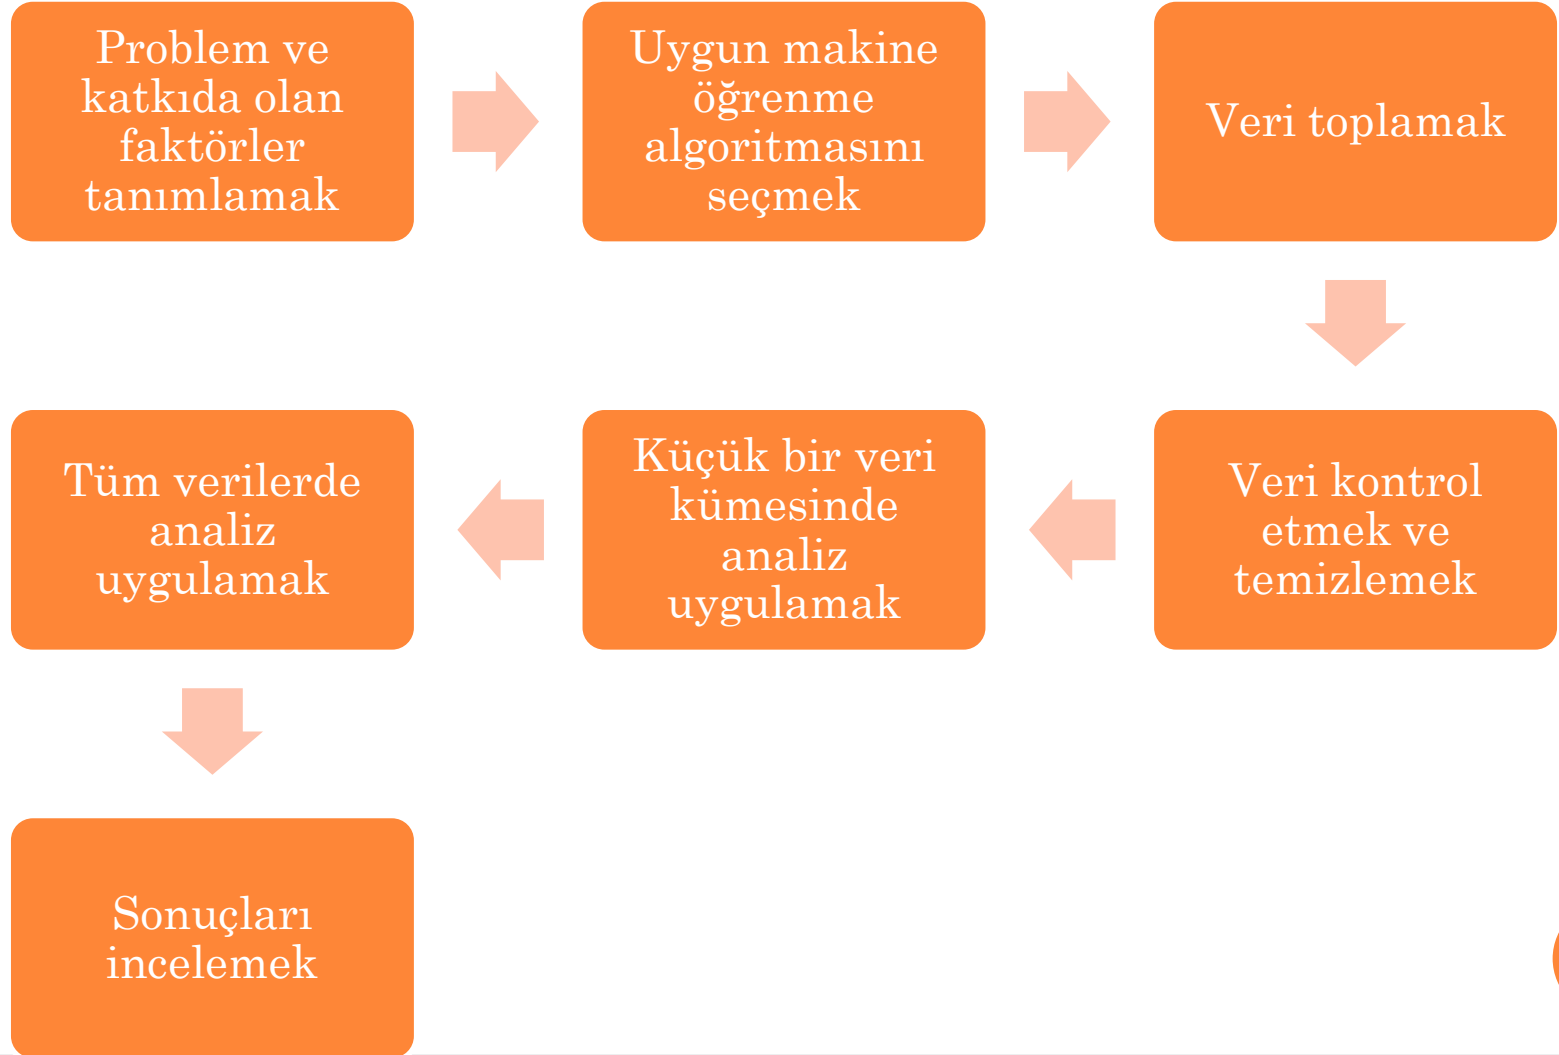 Problem ve
katkıda olan
faktörler
tanımlamak
Uygun makine
öğrenme
algoritmasını
seçmek
Veri toplamak
Veri kontrol
etmek ve
temizlemek
Küçük bir veri
kümesinde
analiz
uygulamak
Tüm verilerde
analiz
uygulamak
Sonuçları
incelemek